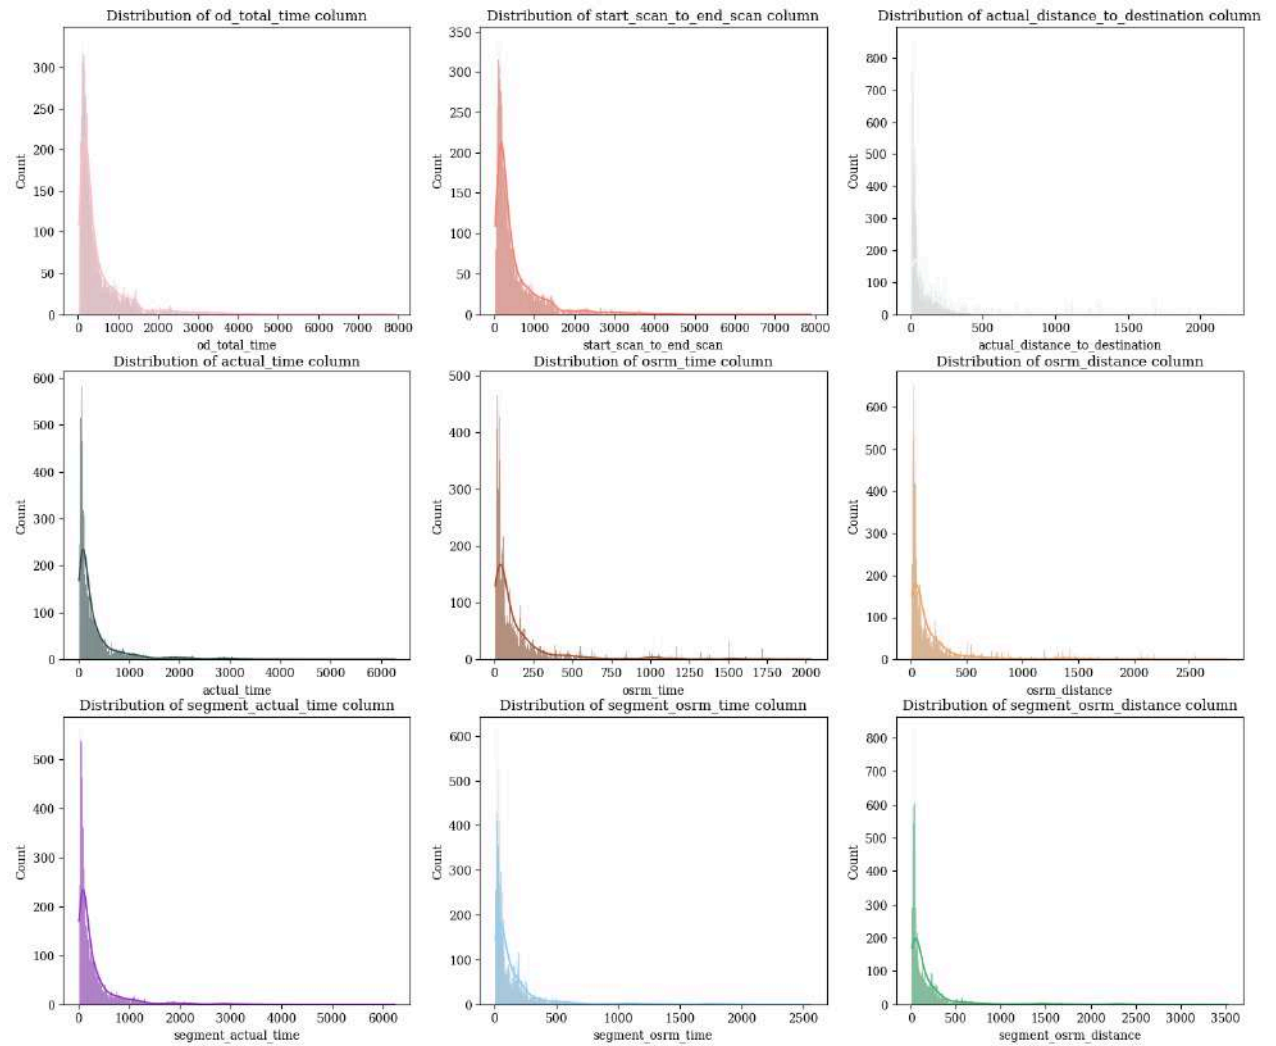 Distribution of od_total_time column
Count
300
250
200
150
100
50
0
0 1000 2000 3000 4000 5000 6000 7000 8000
od_total_time
Distribution of start_scan_to_end_scan column
Count
350
300
250
200
150
100
50
0
0 1000 2000 3000 4000 5000 6000 7000 8000
start_scan_to_end_scan
Distribution of actual_distance_to_destination column
Count
800
700
600
500
400
300
200
100
0
0 500 1000 1500 2000
actual_distance_to_destination
Distribution of actual_time column
Count
600
500
400
300
200
100
0
0 1000 2000 3000 4000 5000 6000
actual_time
Distribution of osrm_time column
Count
500
400
300
200
100
0
0 250 500 750 1000 1250 1500 1750 2000
osrm_time
Distribution of osrm_distance column
Count
600
500
400
300
200
100
0
0 500 1000 1500 2000 2500
osrm_distance
Distribution of segment_actual_time column
Count
500
400
300
200
100
0
0 1000 2000 3000 4000 5000 6000
segment_actual_time
Distribution of segment_osrm_time column
Count
600
500
400
300
200
100
0
0 500 1000 1500 2000 2500
segment_osrm_time
Distribution of segment_osrm_distance column
Count
800
700
600
500
400
300
200
100
0
0 500 1000 1500 2000 2500 3000 3500
segment_osrm_distance